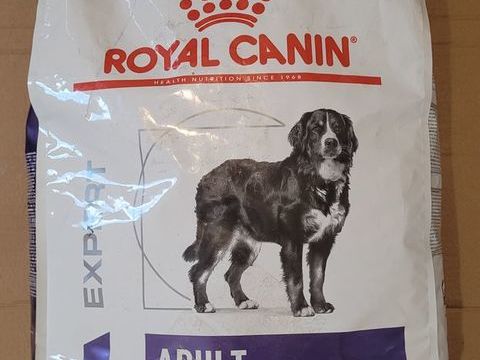 ROYAL CANIN®
HEALTH NUTRITION SINCE 1968
EXPERT
ADULT